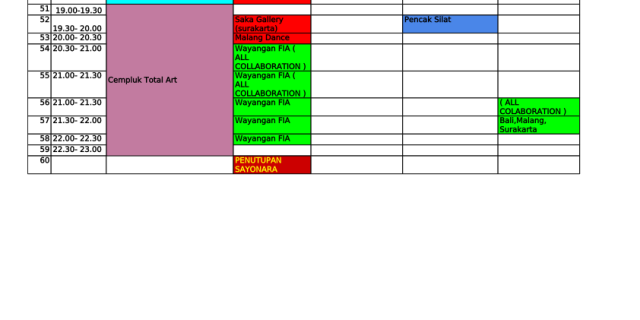 51 19.00-19.30
52 19.30- 20.00 Saka Gallery (Surakarta) Pencak Silat
53 20.00- 20.30 Malang Dance
54 20.30- 21.00 Wayangan FIA ( ALL COLLABORATION )
55 21.00- 21.30 Cempluk Total Art Wayangan FIA ( ALL COLLABORATION )
56 21.00- 21.30 Wayangan FIA ( ALL COLABORATION )
57 21.30- 22.00 Wayangan FIA Bali,Malang, Surakarta
58 22.00- 22.30 Wayangan FIA
59 22.30- 23.00
60 PENUTUPAN SAYONARA